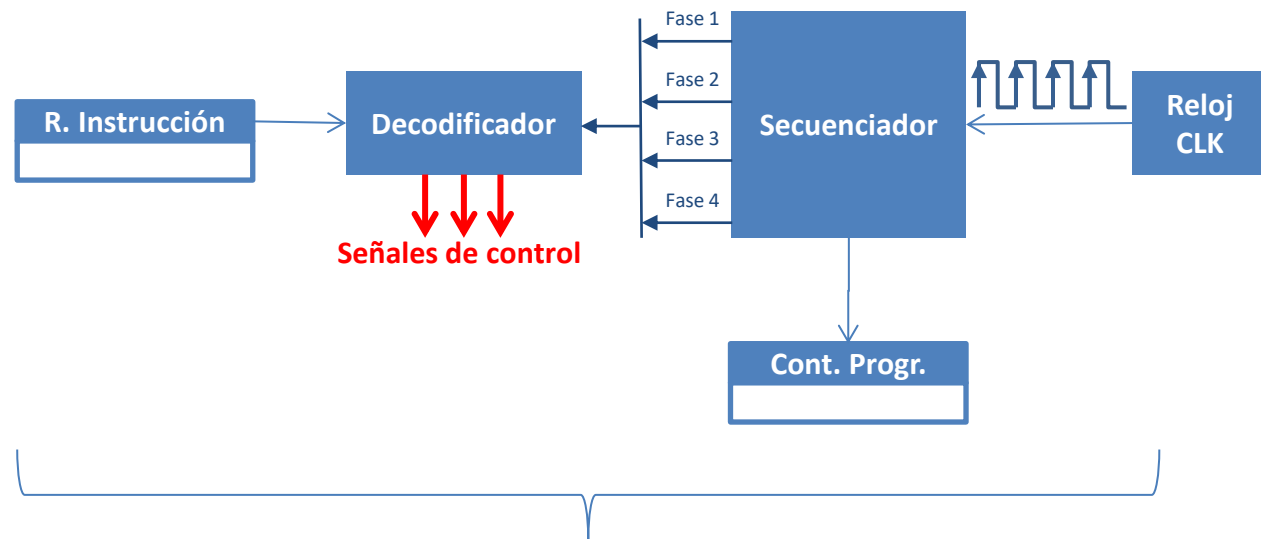 Fase 1
Fase 2
Fase 3
Fase 4
R. Instrucción
Decodificador
Secuenciador
Reloj
CLK
Señales de control
Cont. Progr.